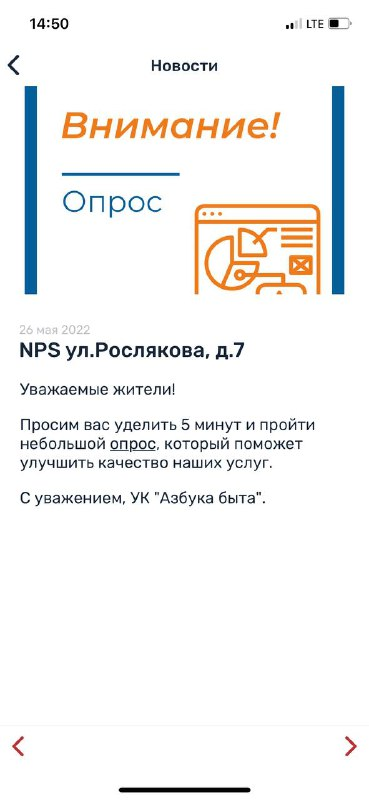 14:50
LTE
Новости
Внимание!
Опрос
26 мая 2022
NPS ул.Рослякова, д.7
Уважаемые жители!
Просим вас уделить 5 минут и пройти
небольшой опрос, который поможет
улучшить качество наших услуг.
С уважением, УК "Азбука быта".